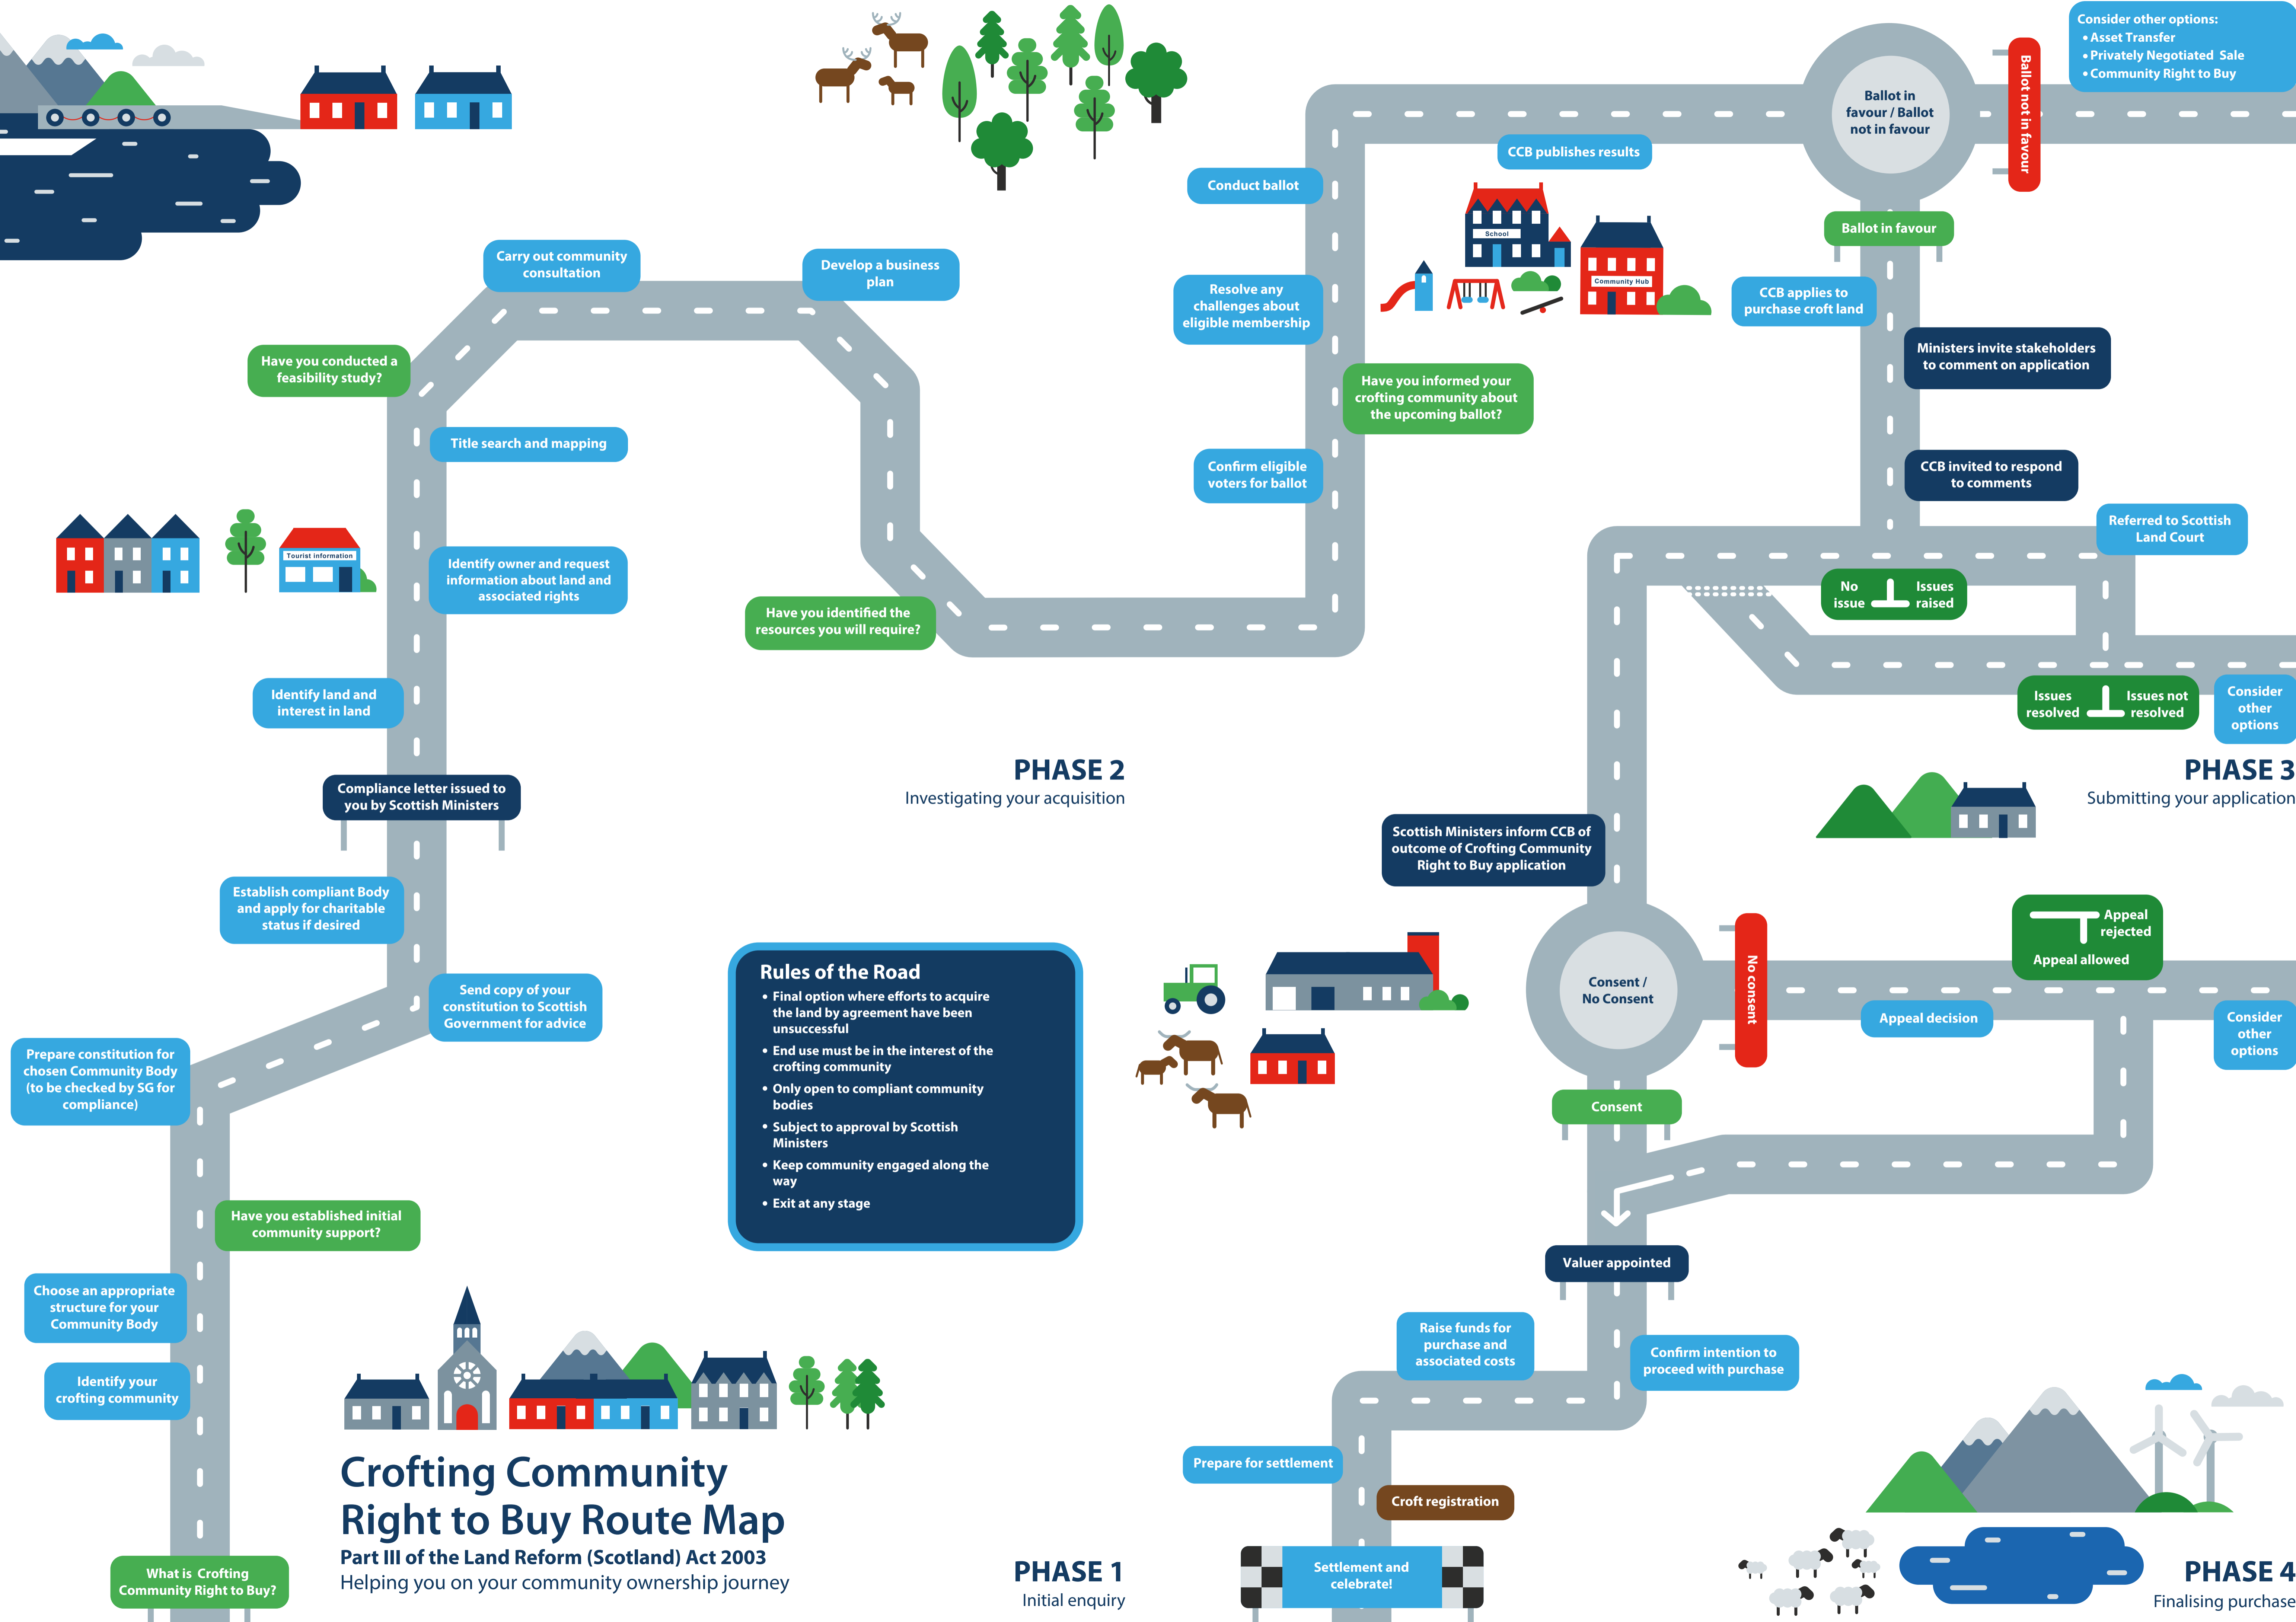 Crofting Community
Right to Buy Route Map
Part III of the Land Reform (Scotland) Act 2003
Helping you on your community ownership journey
PHASE 1
Initial enquiry
What is Crofting
Community Right to Buy?
Identify your
crofting community
Choose an appropriate
structure for your
Community Body
Have you established initial
community support?
Prepare constitution for
chosen Community Body
(to be checked by SG for
compliance)
Send copy of your
constitution to Scottish
Government for advice
Establish compliant Body
and apply for charitable
status if desired
Compliance letter issued to
you by Scottish Ministers
Identify land and
interest in land
Identify owner and request
information about land and
associated rights
Tourist information
Title search and mapping
Have you conducted a
feasibility study?
Carry out community
consultation
Develop a business
plan
Have you identified the
resources you will require?
PHASE 2
Investigating your acquisition
Confirm eligible
voters for ballot
Have you informed your
crofting community about
the upcoming ballot?
Resolve any
challenges about
eligible membership
Conduct ballot
CCB publishes results
School
Community Hub
Ballot in
favour / Ballot
not in favour
Ballot not in favour
Consider other options:
• Asset Transfer
• Privately Negotiated Sale
• Community Right to Buy
Ballot in favour
CCB applies to
purchase croft land
Ministers invite stakeholders
to comment on application
CCB invited to respond
to comments
Referred to Scottish
Land Court
No
issue
Issues
raised
Issues
resolved
Issues not
resolved
Consider
other
options
PHASE 3
Submitting your application
Scottish Ministers inform CCB of
outcome of Crofting Community
Right to Buy application
Consent /
No Consent
No consent
Appeal decision
Appeal
rejected
Appeal allowed
Consider
other
options
Consent
Valuer appointed
Confirm intention to
proceed with purchase
Raise funds for
purchase and
associated costs
Prepare for settlement
Croft registration
Settlement and
celebrate!
PHASE 4
Finalising purchase
Rules of the Road
• Final option where efforts to acquire
the land by agreement have been
unsuccessful
• End use must be in the interest of the
crofting community
• Only open to compliant community
bodies
• Subject to approval by Scottish
Ministers
• Keep community engaged along the
way
• Exit at any stage